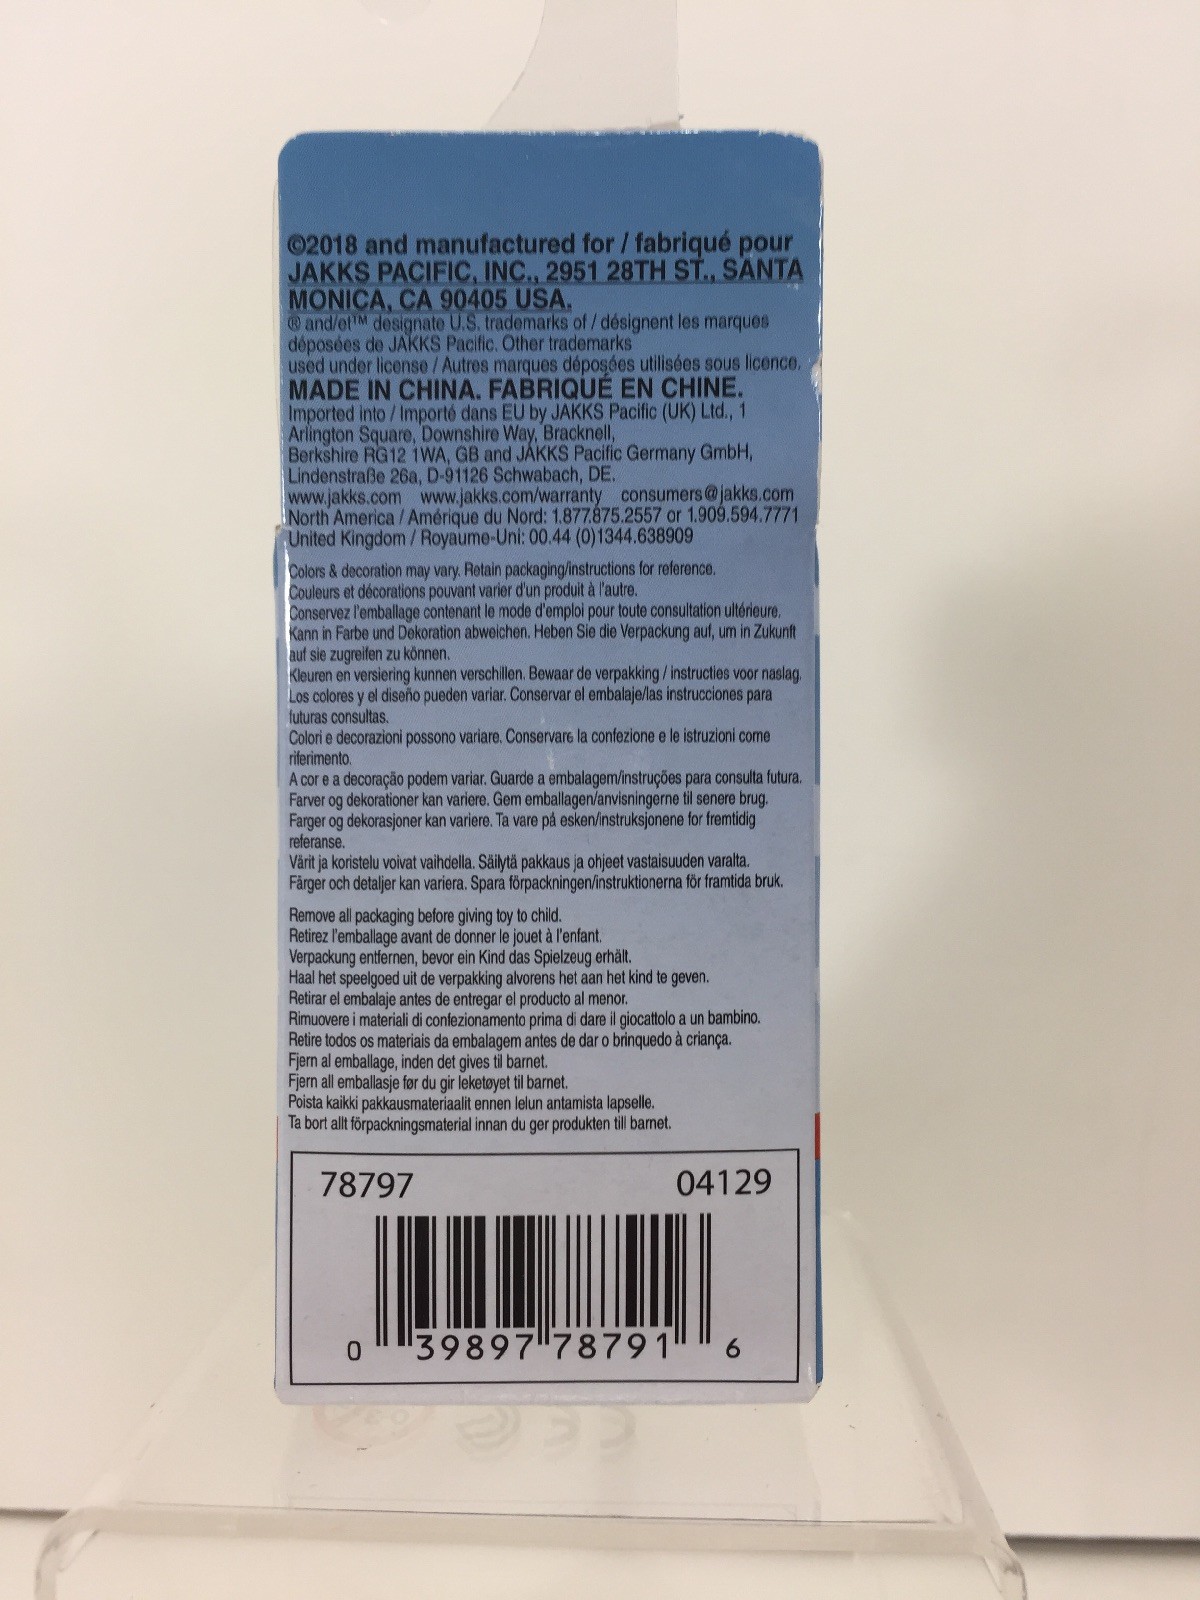 ©2018 and manufactured for / fabriqué pour
JAKKS PACIFIC, INC., 2951 28TH ST., SANTA
MONICA, CA 90405 USA.
® and/et™ designate U.S. trademarks of / désignent les marques
déposées de JAKKS Pacific. Other trademarks
used under license / Autres marques déposées utilisées sous licence.
MADE IN CHINA. FABRIQUÉ EN CHINE.
Imported into / Importé dans EU by JAKKS Pacific (UK) Ltd., 1
Arlington Square, Downshire Way, Bracknell,
Berkshire RG12 1WA, GB and JAKKS Pacific Germany GmbH,
Lindenstraße 26a, D-91126 Schwabach, DE.
www.jakks.com www.jakks.com/warranty consumers@jakks.com
North America / Amérique du Nord: 1.877.875.2557 or 1.909.594.7771
United Kingdom / Royaume-Uni: 00.44 (0)1344.638909
Colors & decoration may vary. Retain packaging/instructions for reference.
Couleurs et décorations pouvant varier d'un produit à l'autre.
Conservez l'emballage contenant le mode d'emploi pour toute consultation ultérieure.
Kann in Farbe und Dekoration abweichen. Heben Sie die Verpackung auf, um in Zukunft
auf sie zugreifen zu können.
Kleuren en versiering kunnen verschillen. Bewaar de verpakking / instructies voor naslag.
Los colores y el diseño pueden variar. Conservar el embalaje/las instrucciones para
futuras consultas.
Colori e decorazioni possono variare. Conservare la confezione e le istruzioni come
riferimento.
A cor e a decoração podem variar. Guarde a embalagem/instruções para consulta futura.
Farver og dekorationer kan variere. Gem emballagen/anvisningerne til senere brug.
Farger og dekorasjoner kan variere. Ta vare på esken/instruksjonene for fremtidig
referanse.
Värit ja koristelu voivat vaihdella. Säilytä pakkaus ja ohjeet vastaisuuden varalta.
Färger och detaljer kan variera. Spara förpackningen/instruktionerna för framtida bruk.
Remove all packaging before giving toy to child.
Retirez l'emballage avant de donner le jouet à l'enfant.
Verpackung entfernen, bevor ein Kind das Spielzeug erhält.
Haal het speelgoed uit de verpakking alvorens het aan het kind te geven.
Retirar el embalaje antes de entregar el producto al menor.
Rimuovere i materiali di confezionamento prima di dare il giocattolo a un bambino.
Retire todos os materiais da embalagem antes de dar o brinquedo à criança.
Fjern al emballage, inden det gives til barnet.
Fjern all emballasje før du gir leketøyet til barnet.
Poista kaikki pakkausmateriaalit ennen lelun antamista lapselle.
Ta bort allt förpackningsmaterial innan du ger produkten till barnet.
78797 04129
0 39897 78791 6